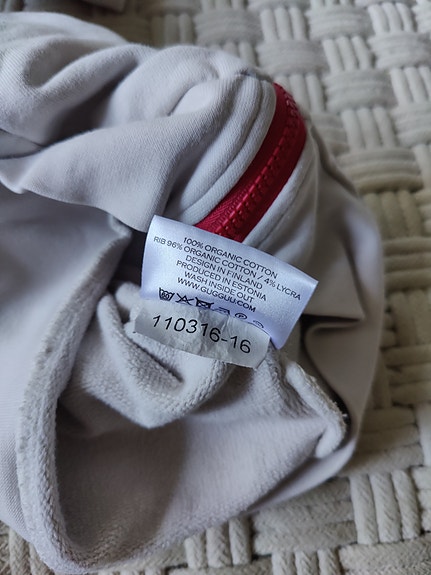 100% ORGANIC COTTON
RIB 96% ORGANIC COTTON / 4% LYCRA
DESIGN IN FINLAND
PRODUCED IN ESTONIA
WASH INSIDE OUT
WWW.GUGGUU.COM
110316-16